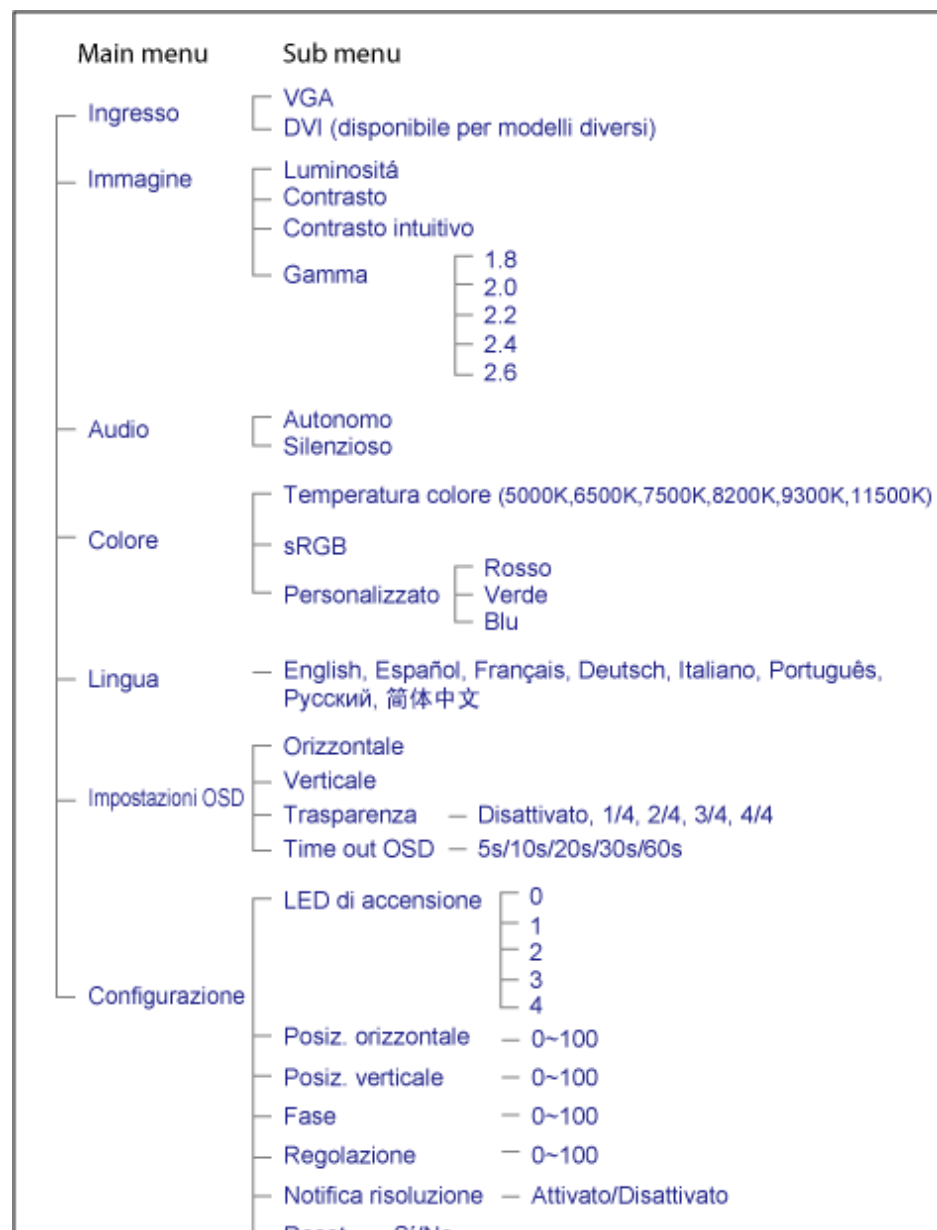 Main menu Sub menu
Ingresso
VGA
DVI (disponibile per modelli diversi)
Immagine
Luminositá
Contrasto
Contrasto intuitivo
Gamma
1.8
2.0
2.2
2.4
2.6
Audio
Autonomo
Silenzioso
Colore
Temperatura colore (5000K,6500K,7500K,8200K,9300K,11500K)
sRGB
Personalizzato
Rosso
Verde
Blu
Lingua
English, Español, Français, Deutsch, Italiano, Português,
Русский, 简体中文
Impostazioni OSD
Orizzontale
Verticale
Trasparenza — Disattivato, 1/4, 2/4, 3/4, 4/4
Time out OSD — 5s/10s/20s/30s/60s
Configurazione
LED di accensione
0
1
2
3
4
Posiz. orizzontale — 0~100
Posiz. verticale — 0~100
Fase — 0~100
Regolazione — 0~100
Notifica risoluzione — Attivato/Disattivato